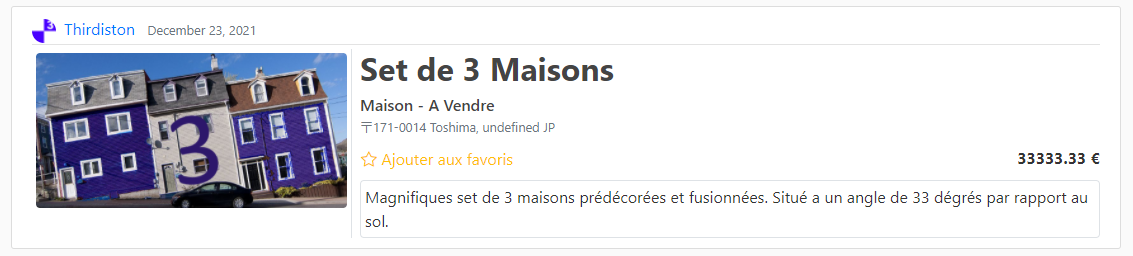 3
Thirdiston December 23, 2021
3
Set de 3 Maisons
Maison - A Vendre
〒171-0014 Toshima, undefined JP
Ajouter aux favoris
33333.33 €
Magnifiques set de 3 maisons prédécorées et fusionnées. Situé a un angle de 33 dégrés par rapport au
sol.